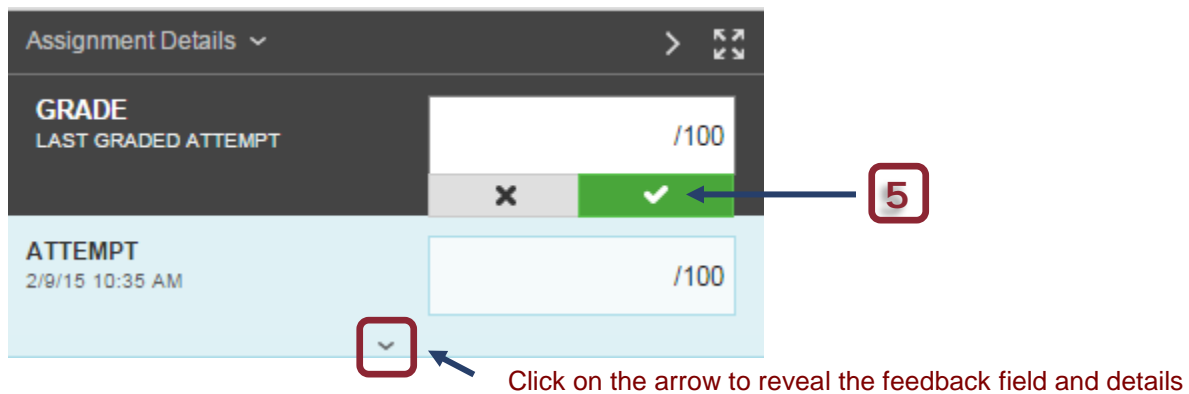 Assignment Details
GRADE
/100
LAST GRADED ATTEMPT
5
ATTEMPT
/100
2/9/15 10:35 AM
Click on the arrow to reveal the feedback field and details